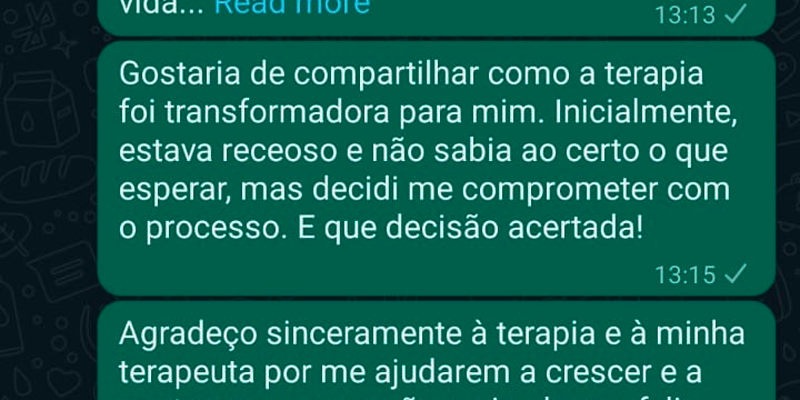 vida... Read more
13:13
Gostaria de compartilhar como a terapia
foi transformadora para mim. Inicialmente,
estava receoso e não sabia ao certo o que
esperar, mas decidi me comprometer com
o processo. E que decisão acertada!
13:15
Agradeço sinceramente à terapia e à minha
terapeuta por me ajudarem a crescer e a